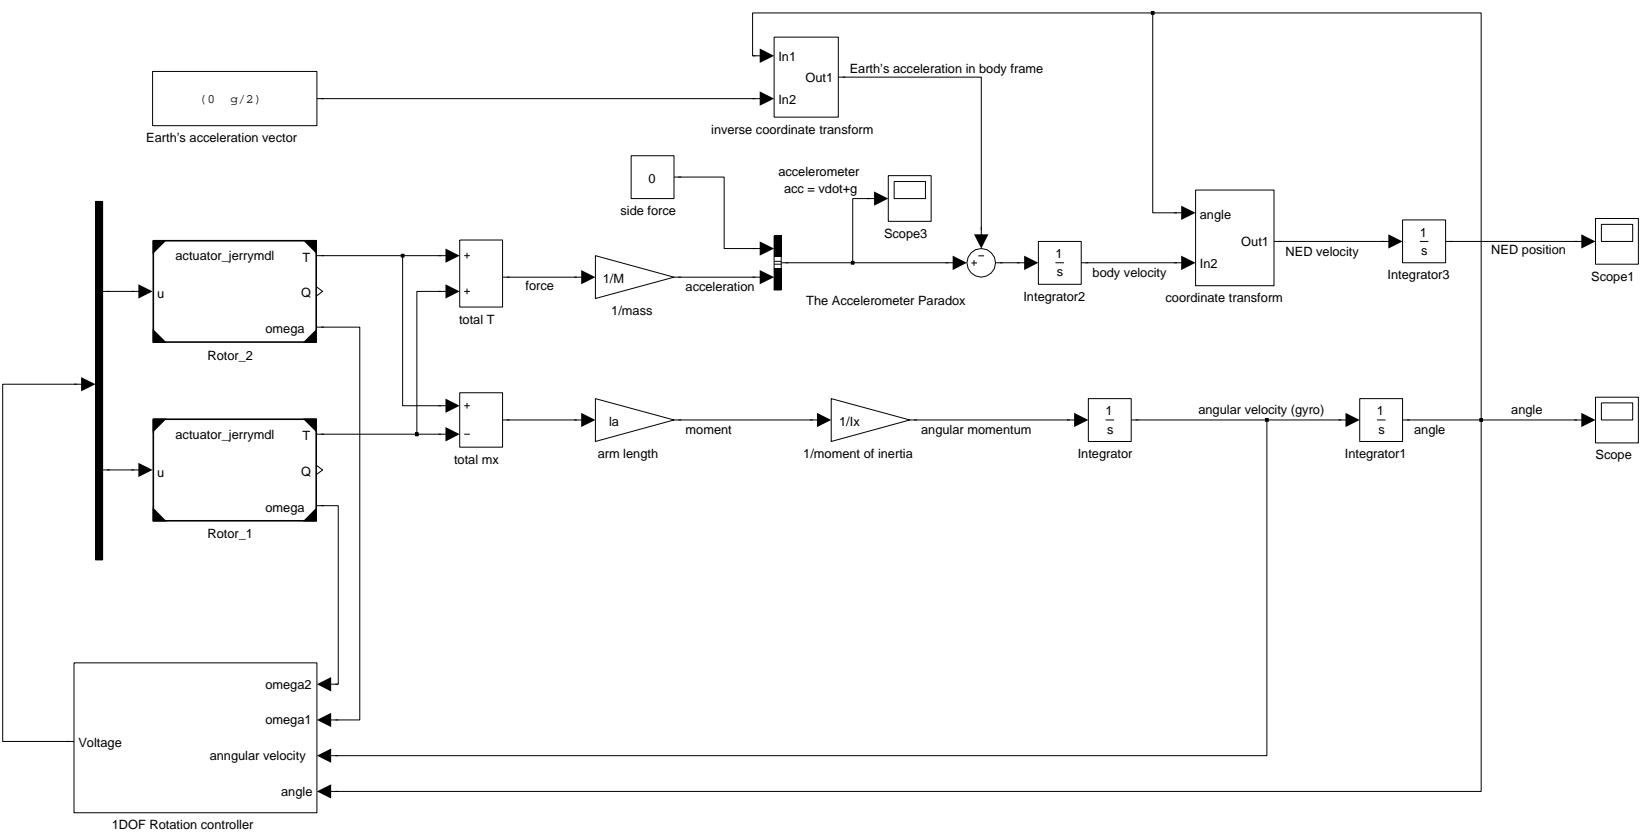 In1
Out1
In2
inverse coordinate transform
Earth's acceleration in body frame
(0 g/2)
Earth's acceleration vector
0
side force
accelerometer
acc = vdot+g
Scope3
actuator_jerrymdl
T
u
Q
omega
Rotor_2
+
+
total T
force
1/M
1/mass
acceleration
The Accelerometer Paradox
−
+
1
s
Integrator2
body velocity
angle
Out1
In2
coordinate transform
NED velocity
1
s
Integrator3
NED position
Scope1
actuator_jerrymdl
T
u
Q
omega
Rotor_1
+
−
total mx
la
arm length
moment
1/Ix
1/moment of inertia
angular momentum
1
s
Integrator
angular velocity (gyro)
1
s
Integrator1
angle
angle
Scope
omega2
omega1
Voltage
anngular velocity
angle
1DOF Rotation controller